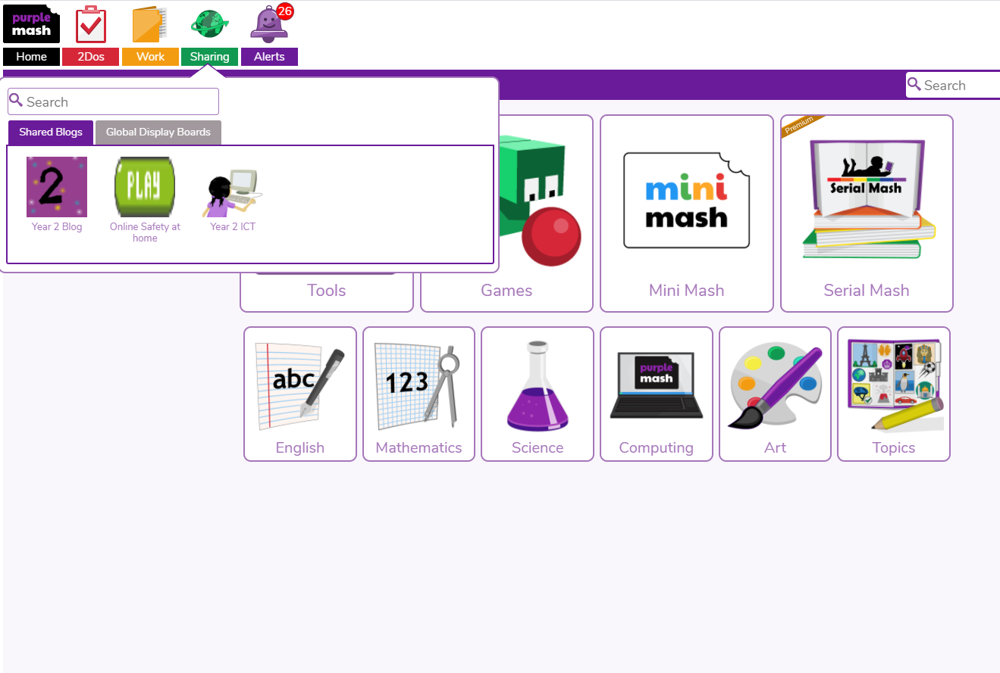 purple
mash
26
Home
2Dos
Work
Sharing
Alerts
Search
Search
Shared Blogs
Global Display Boards
2
Year 2 Blog
PLAY
Online Safety at
home
Year 2 ICT
Tools
Games
mini
mash
Mini Mash
Premium
Serial Mash
Serial Mash
abc
English
123
Mathematics
Science
purple
mash
Computing
Art
Topics